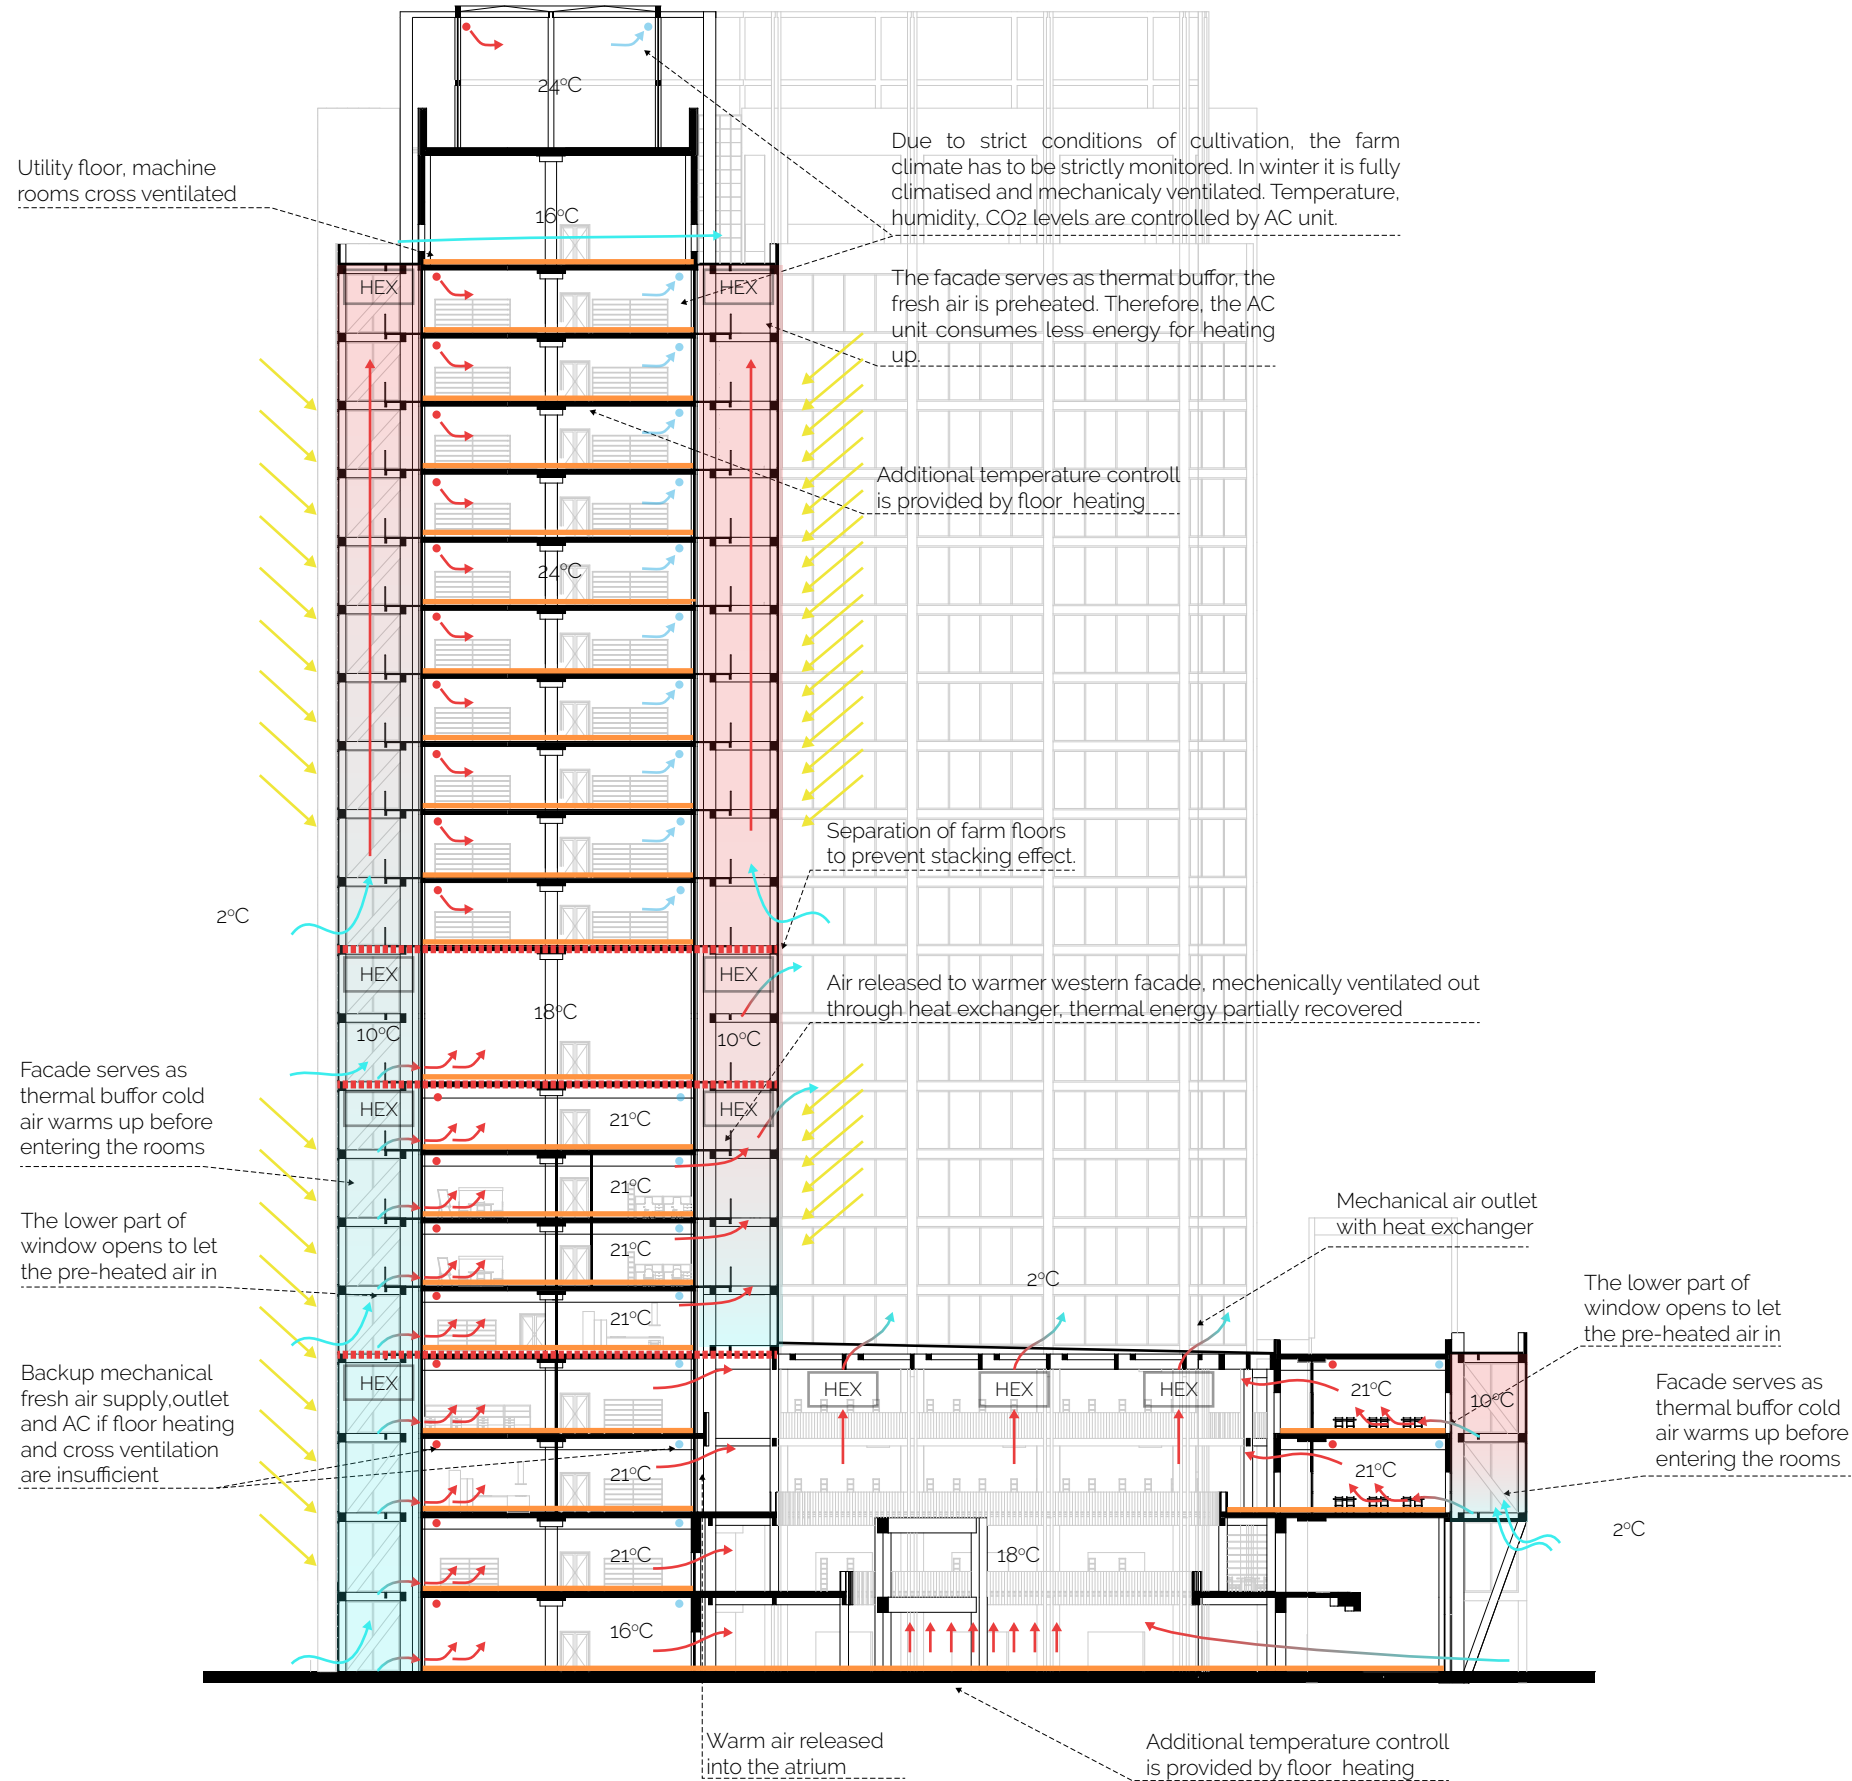 24°C
Utility floor, machine
rooms cross ventilated
Due to strict conditions of cultivation, the farm
climate has to be strictly monitored. In winter it is fully
climatised and mechanicaly ventilated. Temperature,
humidity, CO2 levels are controlled by AC unit.
16°C
HEX
HEX
The facade serves as thermal buffor, the
fresh air is preheated. Therefore, the AC
unit consumes less energy for heating
up.
Additional temperature controll
is provided by floor heating
24°C
Separation of farm floors
to prevent stacking effect.
2°C
HEX
HEX
Air released to warmer western facade, mechenically ventilated out
through heat exchanger, thermal energy partially recovered
18°C
10°C
10°C
Facade serves as
thermal buffor cold
air warms up before
entering the rooms
HEX
HEX
21°C
21°C
The lower part of
window opens to let
the pre-heated air in
21°C
Mechanical air outlet
with heat exchanger
2°C
The lower part of
window opens to let
the pre-heated air in
21°C
Backup mechanical
fresh air supply,outlet
and AC if floor heating
and cross ventilation
are insufficient
HEX
HEX
HEX
HEX
21°C
10°C
Facade serves as
thermal buffor cold
air warms up before
entering the rooms
21°C
21°C
2°C
21°C
18°C
16°C
Warm air released
into the atrium
Additional temperature controll
is provided by floor heating